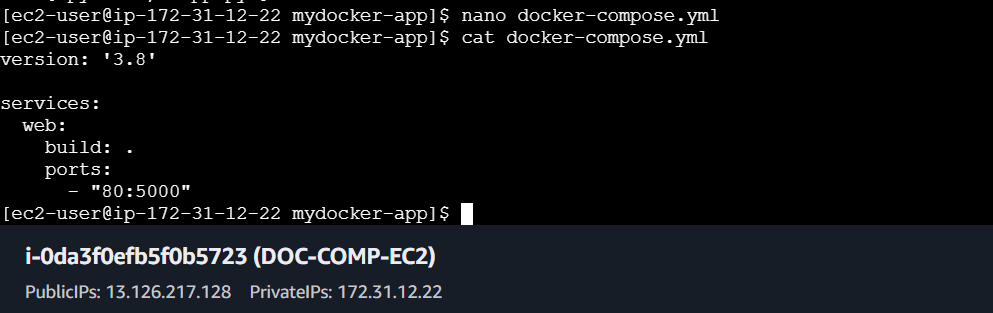 [ec2-user@ip-172-31-12-22 mydocker-app]$ nano docker-compose.yml
[ec2-user@ip-172-31-12-22 mydocker-app]$ cat docker-compose.yml
version: '3.8'

services:
  web:
    build: .
    ports:
      - "80:5000"
[ec2-user@ip-172-31-12-22 mydocker-app]$
i-0da3f0efb5f0b5723 (DOC-COMP-EC2)
PublicIPs: 13.126.217.128 PrivateIPs: 172.31.12.22